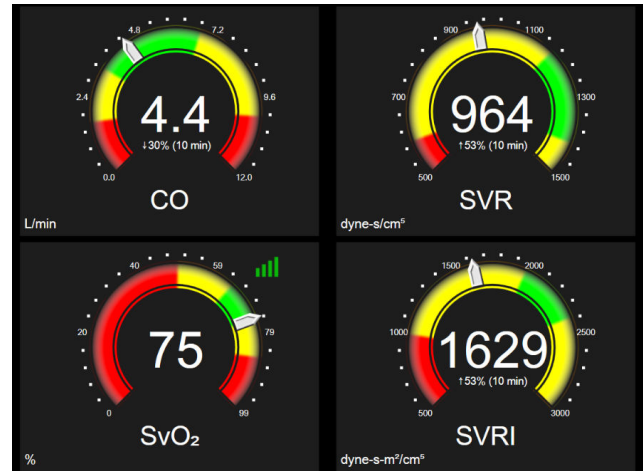 4.8
7.2
2.4
9.6
4.4
↓30% (10 min)
0.0
12.0
CO
L/min
900
1100
700
1300
964
↑53% (10 min)
500
1500
SVR
dyne-s/cm⁵
40
59
20
79
75
0
99
SvO₂
%
1500
2000
1000
2500
1629
↑53% (10 min)
500
3000
SVRI
dyne-s-m²/cm⁵